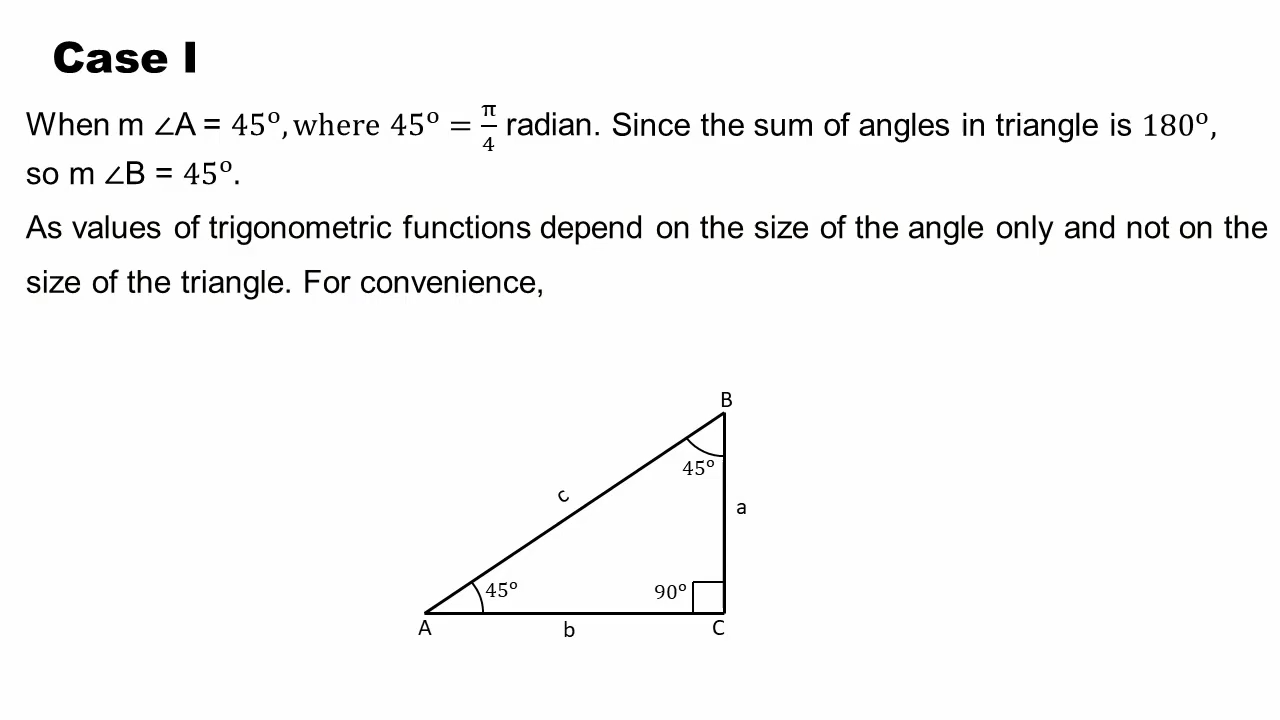 Case I
When m ∠A = 45°, where 45° = π/4 radian. Since the sum of angles in triangle is 180°,
so m ∠B = 45°.
As values of trigonometric functions depend on the size of the angle only and not on the
size of the triangle. For convenience,
B
45°
c
a
45°
90°
A
b
C